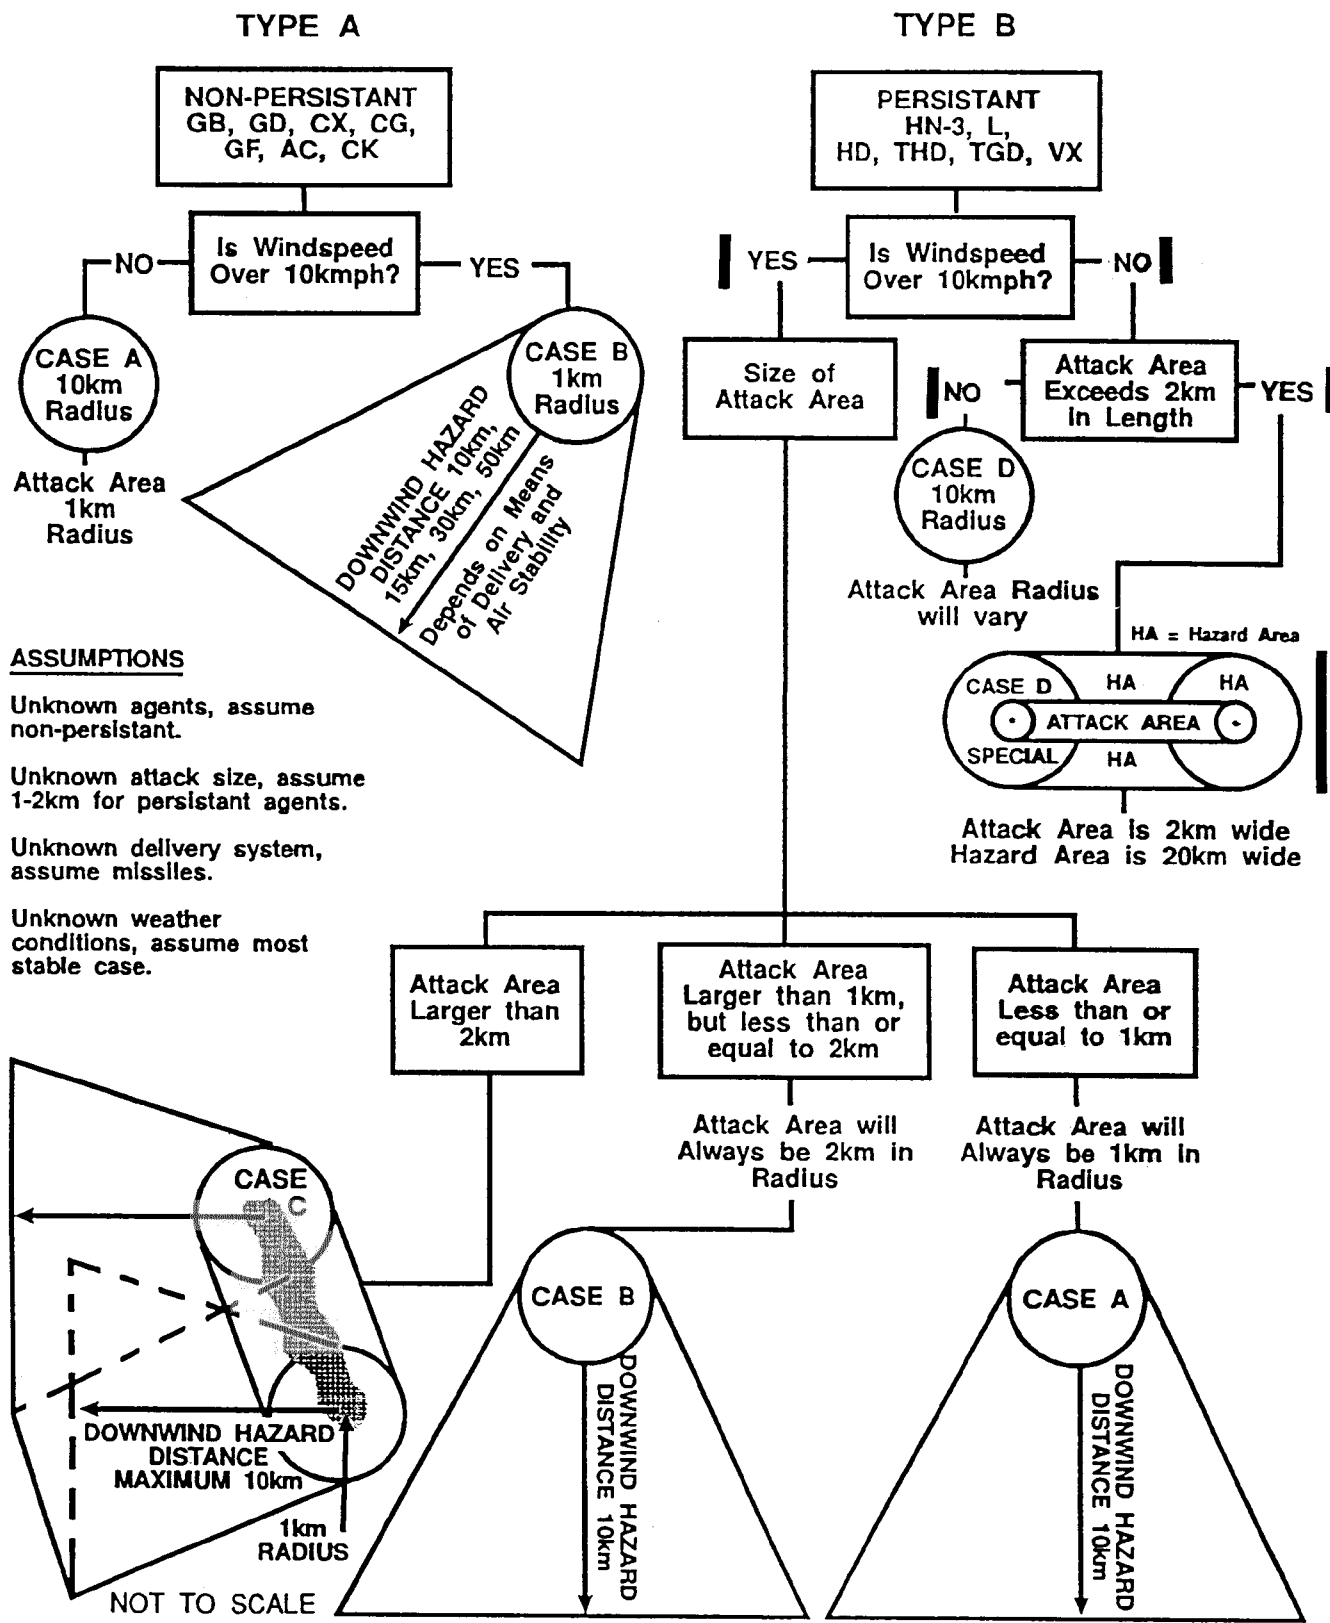 TYPE A
NON-PERSISTANT
GB, GD, CX, CG,
GF, AC, CK
Is Windspeed
Over 10kmph?
NO
YES
CASE A
10km
Radius
Attack Area
1km
Radius
CASE B
1km
Radius
DOWNWIND HAZARD
DISTANCE 10km,
15km, 30km, 50km
Depends on Means
of Delivery and
Air Stability
TYPE B
PERSISTANT
HN-3, L,
HD, THD, TGD, VX
Is Windspeed
Over 10kmph?
YES
NO
Size of
Attack Area
Attack Area
Exceeds 2km
in Length
NO
YES
CASE D
10km
Radius
Attack Area Radius
will vary
HA = Hazard Area
CASE D
HA
HA
ATTACK AREA
SPECIAL
HA
Attack Area is 2km wide
Hazard Area is 20km wide
ASSUMPTIONS
Unknown agents, assume
non-persistant.
Unknown attack size, assume
1-2km for persistant agents.
Unknown delivery system,
assume missiles.
Unknown weather
conditions, assume most
stable case.
Attack Area
Larger than
2km
Attack Area
Larger than 1km,
but less than or
equal to 2km
Attack Area
Less than or
equal to 1km
Attack Area will
Always be 2km in
Radius
Attack Area will
Always be 1km in
Radius
CASE
C
DOWNWIND HAZARD
DISTANCE
MAXIMUM 10km
1km
RADIUS
NOT TO SCALE
CASE B
DOWNWIND HAZARD
DISTANCE 10km
CASE A
DOWNWIND HAZARD
DISTANCE 10km